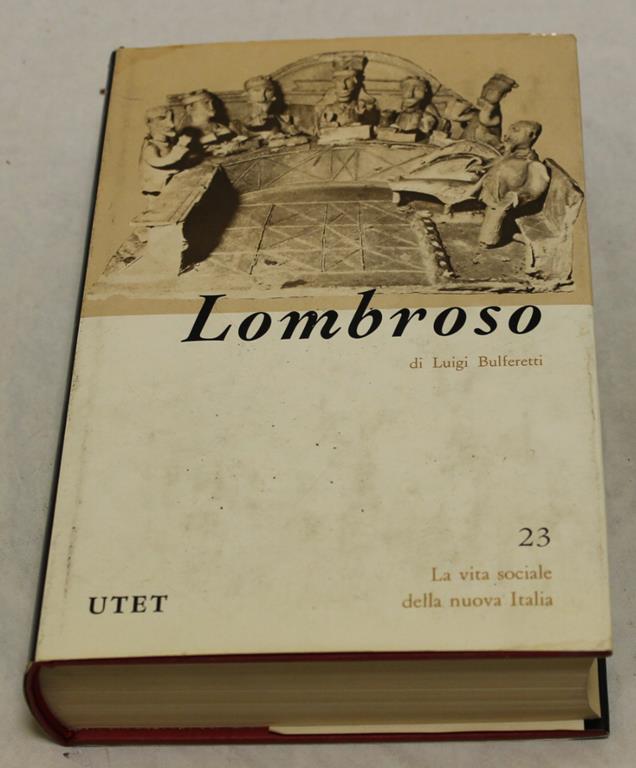 Lombroso
di Luigi Bulferetti
23
La vita sociale
della nuova Italia
UTET